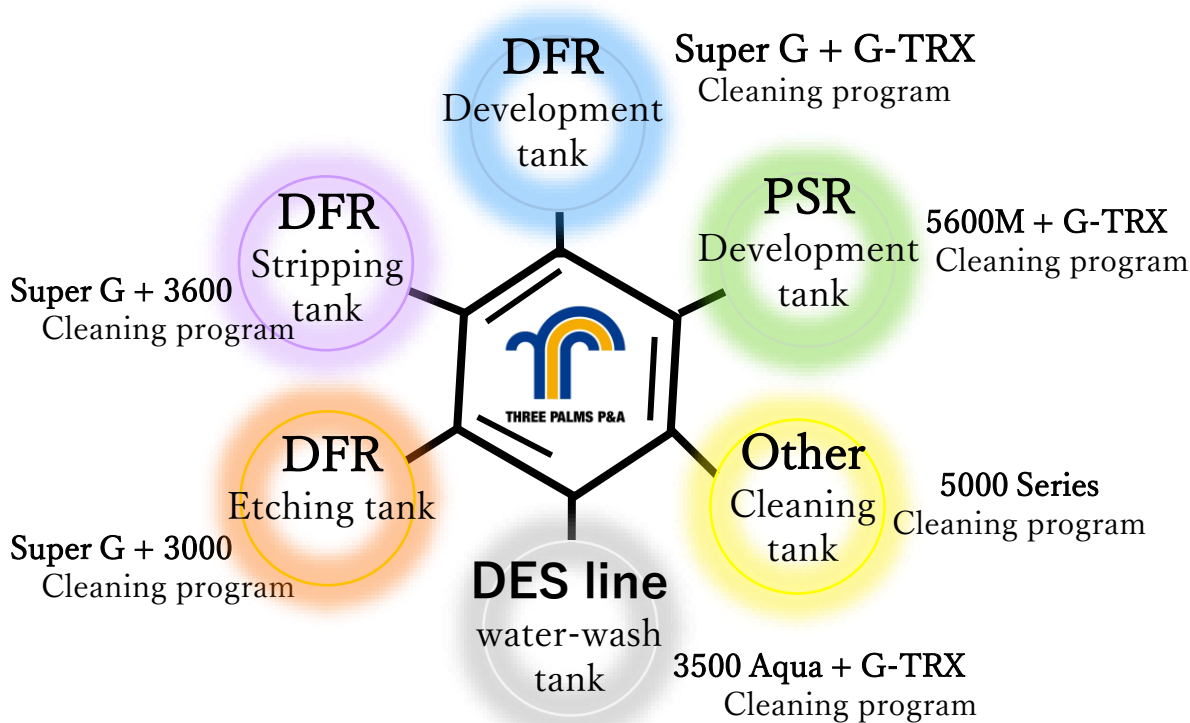 DFR
Development
tank
Super G + G-TRX
Cleaning program
PSR
Development
tank
5600M + G-TRX
Cleaning program
DFR
Stripping
tank
Super G + 3600
Cleaning program
THREE PALMS P&A
DFR
Etching tank
Super G + 3000
Cleaning program
Other
Cleaning
tank
5000 Series
Cleaning program
DES line
water-wash
tank
3500 Aqua + G-TRX
Cleaning program